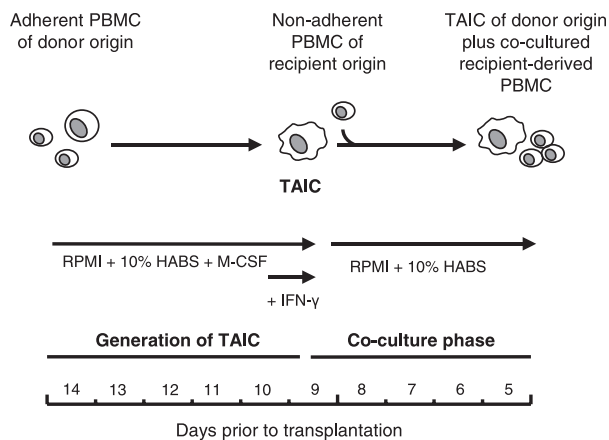 Adherent PBMC
of donor origin
Non-adherent
PBMC of
recipient origin
TAIC of donor origin
plus co-cultured
recipient-derived
PBMC
TAIC
RPMI + 10% HABS + M-CSF
RPMI + 10% HABS
+ IFN-γ
Generation of TAIC
Co-culture phase
14 13 12 11 10 9 8 7 6 5
Days prior to transplantation